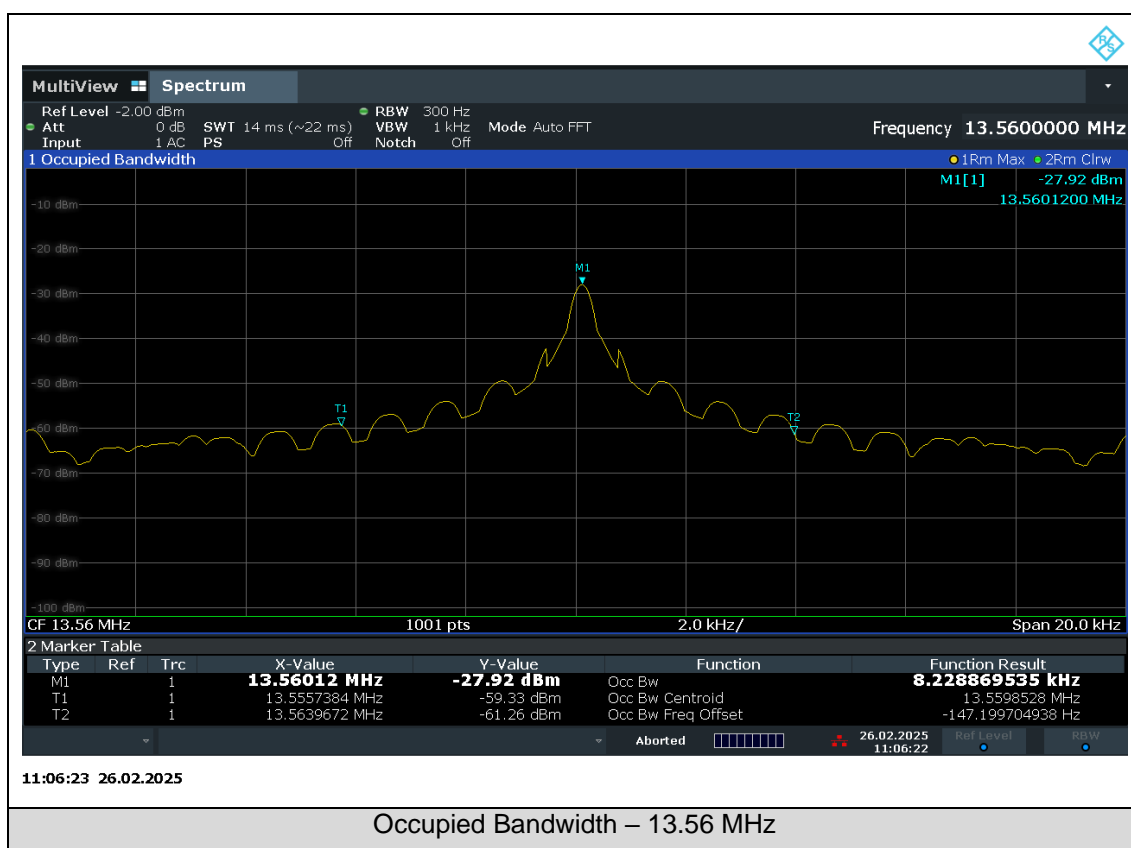 R&S
MultiView Spectrum
Ref Level -2.00 dBm RBW 300 Hz
Att 0 dB SWT 14 ms (~22 ms) VBW 1 kHz Mode Auto FFT Frequency 13.5600000 MHz
Input 1 AC PS Off Notch Off
1 Occupied Bandwidth 1Rm Max 2Rm Clrw
M1[1] -27.92 dBm
13.5601200 MHz
-10 dBm
-20 dBm
M1
-30 dBm
-40 dBm
-50 dBm
T1
T2
-60 dBm
-70 dBm
-80 dBm
-90 dBm
-100 dBm
CF 13.56 MHz 1001 pts 2.0 kHz/ Span 20.0 kHz
2 Marker Table
Type Ref Trc X-Value Y-Value Function Function Result
M1 1 13.56012 MHz -27.92 dBm Occ Bw 8.228869535 kHz
T1 1 13.5557384 MHz -59.33 dBm Occ Bw Centroid 13.5598528 MHz
T2 1 13.5639672 MHz -61.26 dBm Occ Bw Freq Offset -147.199704938 Hz
Aborted 26.02.2025 Ref Level RBW
11:06:22
11:06:23 26.02.2025
Occupied Bandwidth – 13.56 MHz